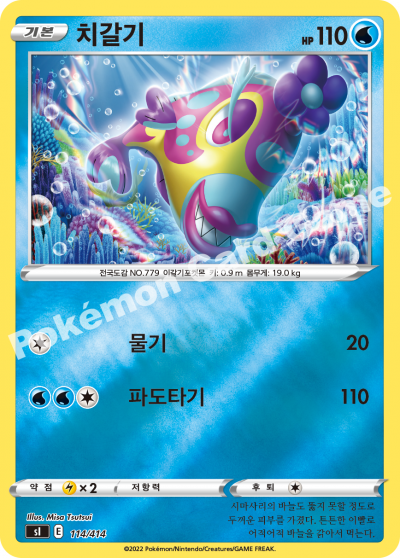 기본 치갈기 HP 110
전국도감 NO.779 이갈기포켓몬 키: 0.9 m 몸무게: 19.0 kg
물기 20
파도타기 110
약점 ×2 저항력 후퇴
Illus. Misa Tsutsui
sI E 114/414
시마사리의 바늘도 뚫지 못할 정도로
두꺼운 피부를 가졌다. 튼튼한 이빨로
어적어적 바늘을 갈아서 먹는다.
©2022 Pokémon/Nintendo/Creatures/GAME FREAK.
Pokémon Card Game